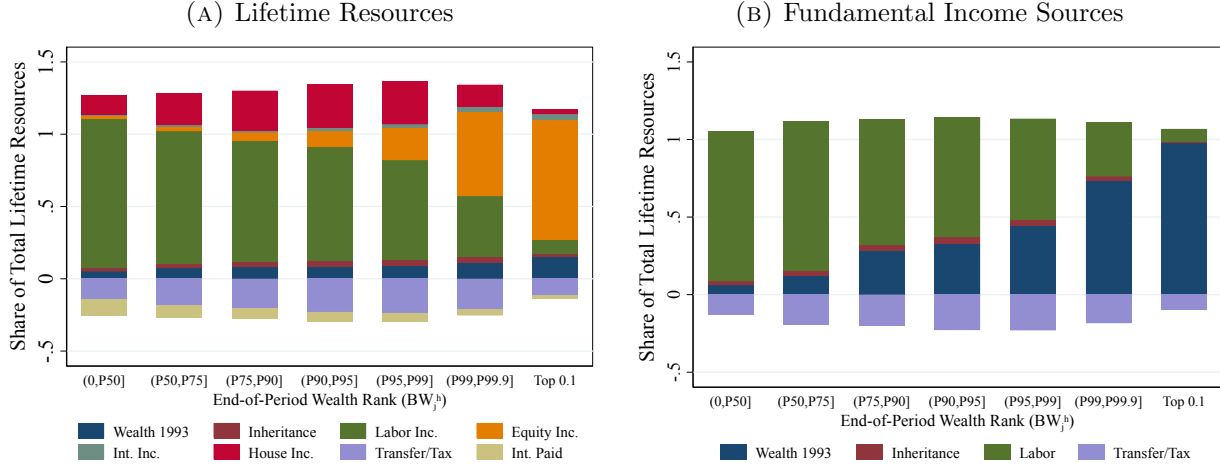 (A) Lifetime Resources
Share of Total Lifetime Resources
1.5
1
.5
0
-.5
(0,P50] (P50,P75] (P75,P90] (P90,P95] (P95,P99] (P99,P99.9] Top 0.1
End-of-Period Wealth Rank (BW_j^h)
Wealth 1993 Inheritance Labor Inc. Equity Inc.
Int. Inc. House Inc. Transfer/Tax Int. Paid
(B) Fundamental Income Sources
Share of Total Lifetime Resources
1.5
1
.5
0
-.5
(0,P50] (P50,P75] (P75,P90] (P90,P95] (P95,P99] (P99,P99.9] Top 0.1
End-of-Period Wealth Rank (BW_j^h)
Wealth 1993 Inheritance Labor Transfer/Tax